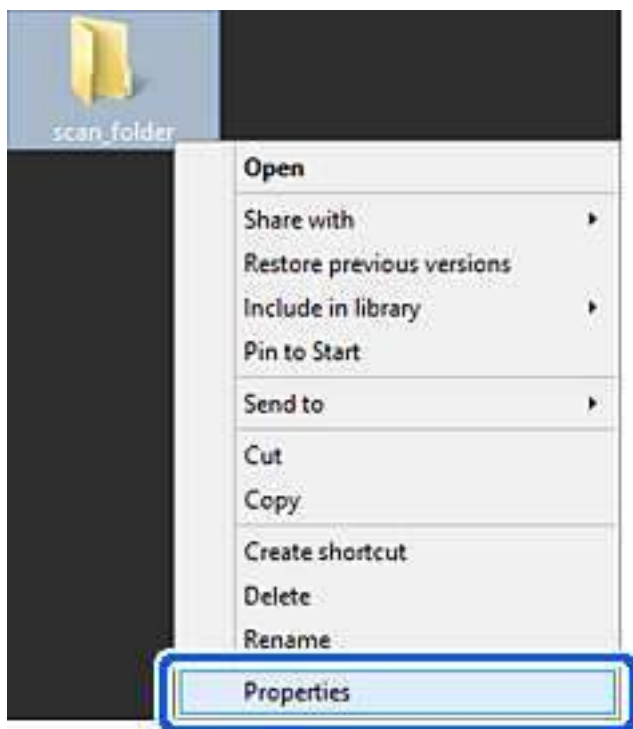 scan_folder
Open
Share with
Restore previous versions
Include in library
Pin to Start
Send to
Cut
Copy
Create shortcut
Delete
Rename
Properties